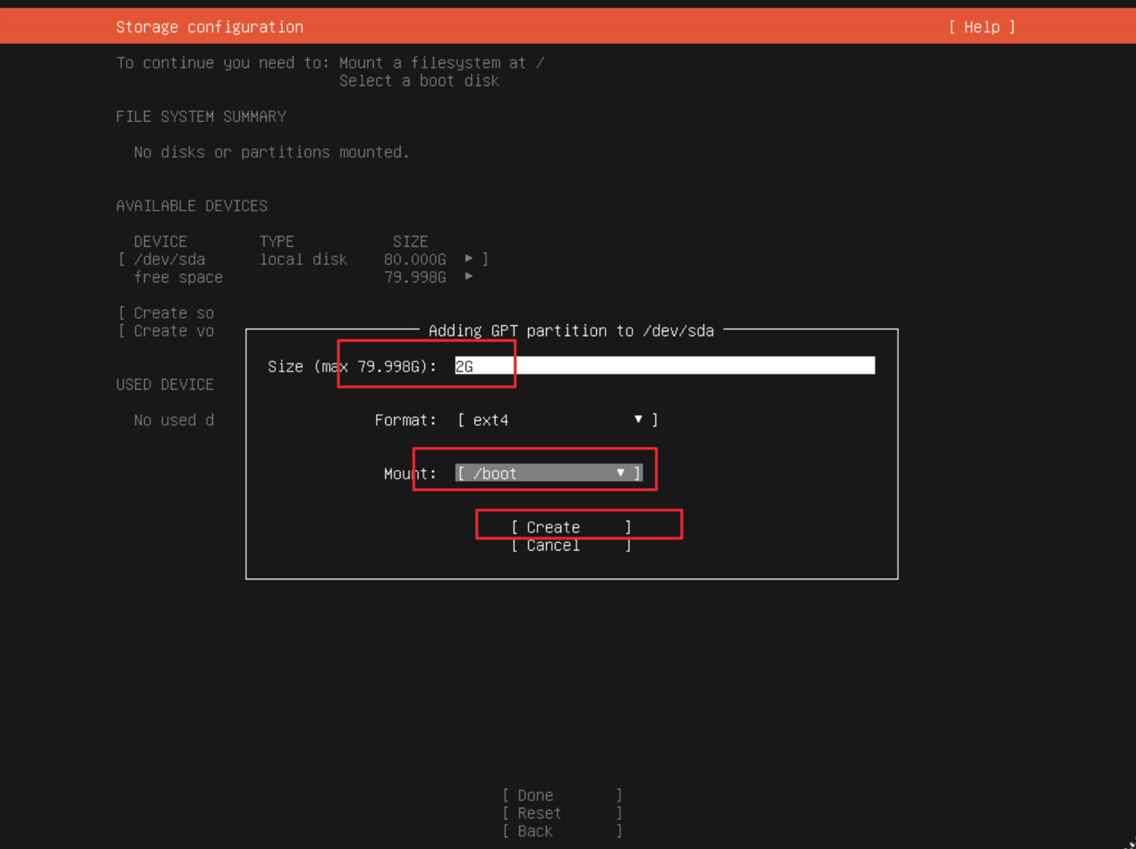 Storage configuration [ Help ]
To continue you need to: Mount a filesystem at /
Select a boot disk
FILE SYSTEM SUMMARY
No disks or partitions mounted.
AVAILABLE DEVICES
DEVICE TYPE SIZE
[ /dev/sda local disk 80.000G ▸ ]
free space 79.998G ▸
[ Create so
[ Create vo
Adding GPT partition to /dev/sda
Size (max 79.998G): 2G
USED DEVICE
No used d
Format: [ ext4 ▾ ]
Mount: [ /boot ▾ ]
[ Create ]
[ Cancel ]
[ Done ]
[ Reset ]
[ Back ]